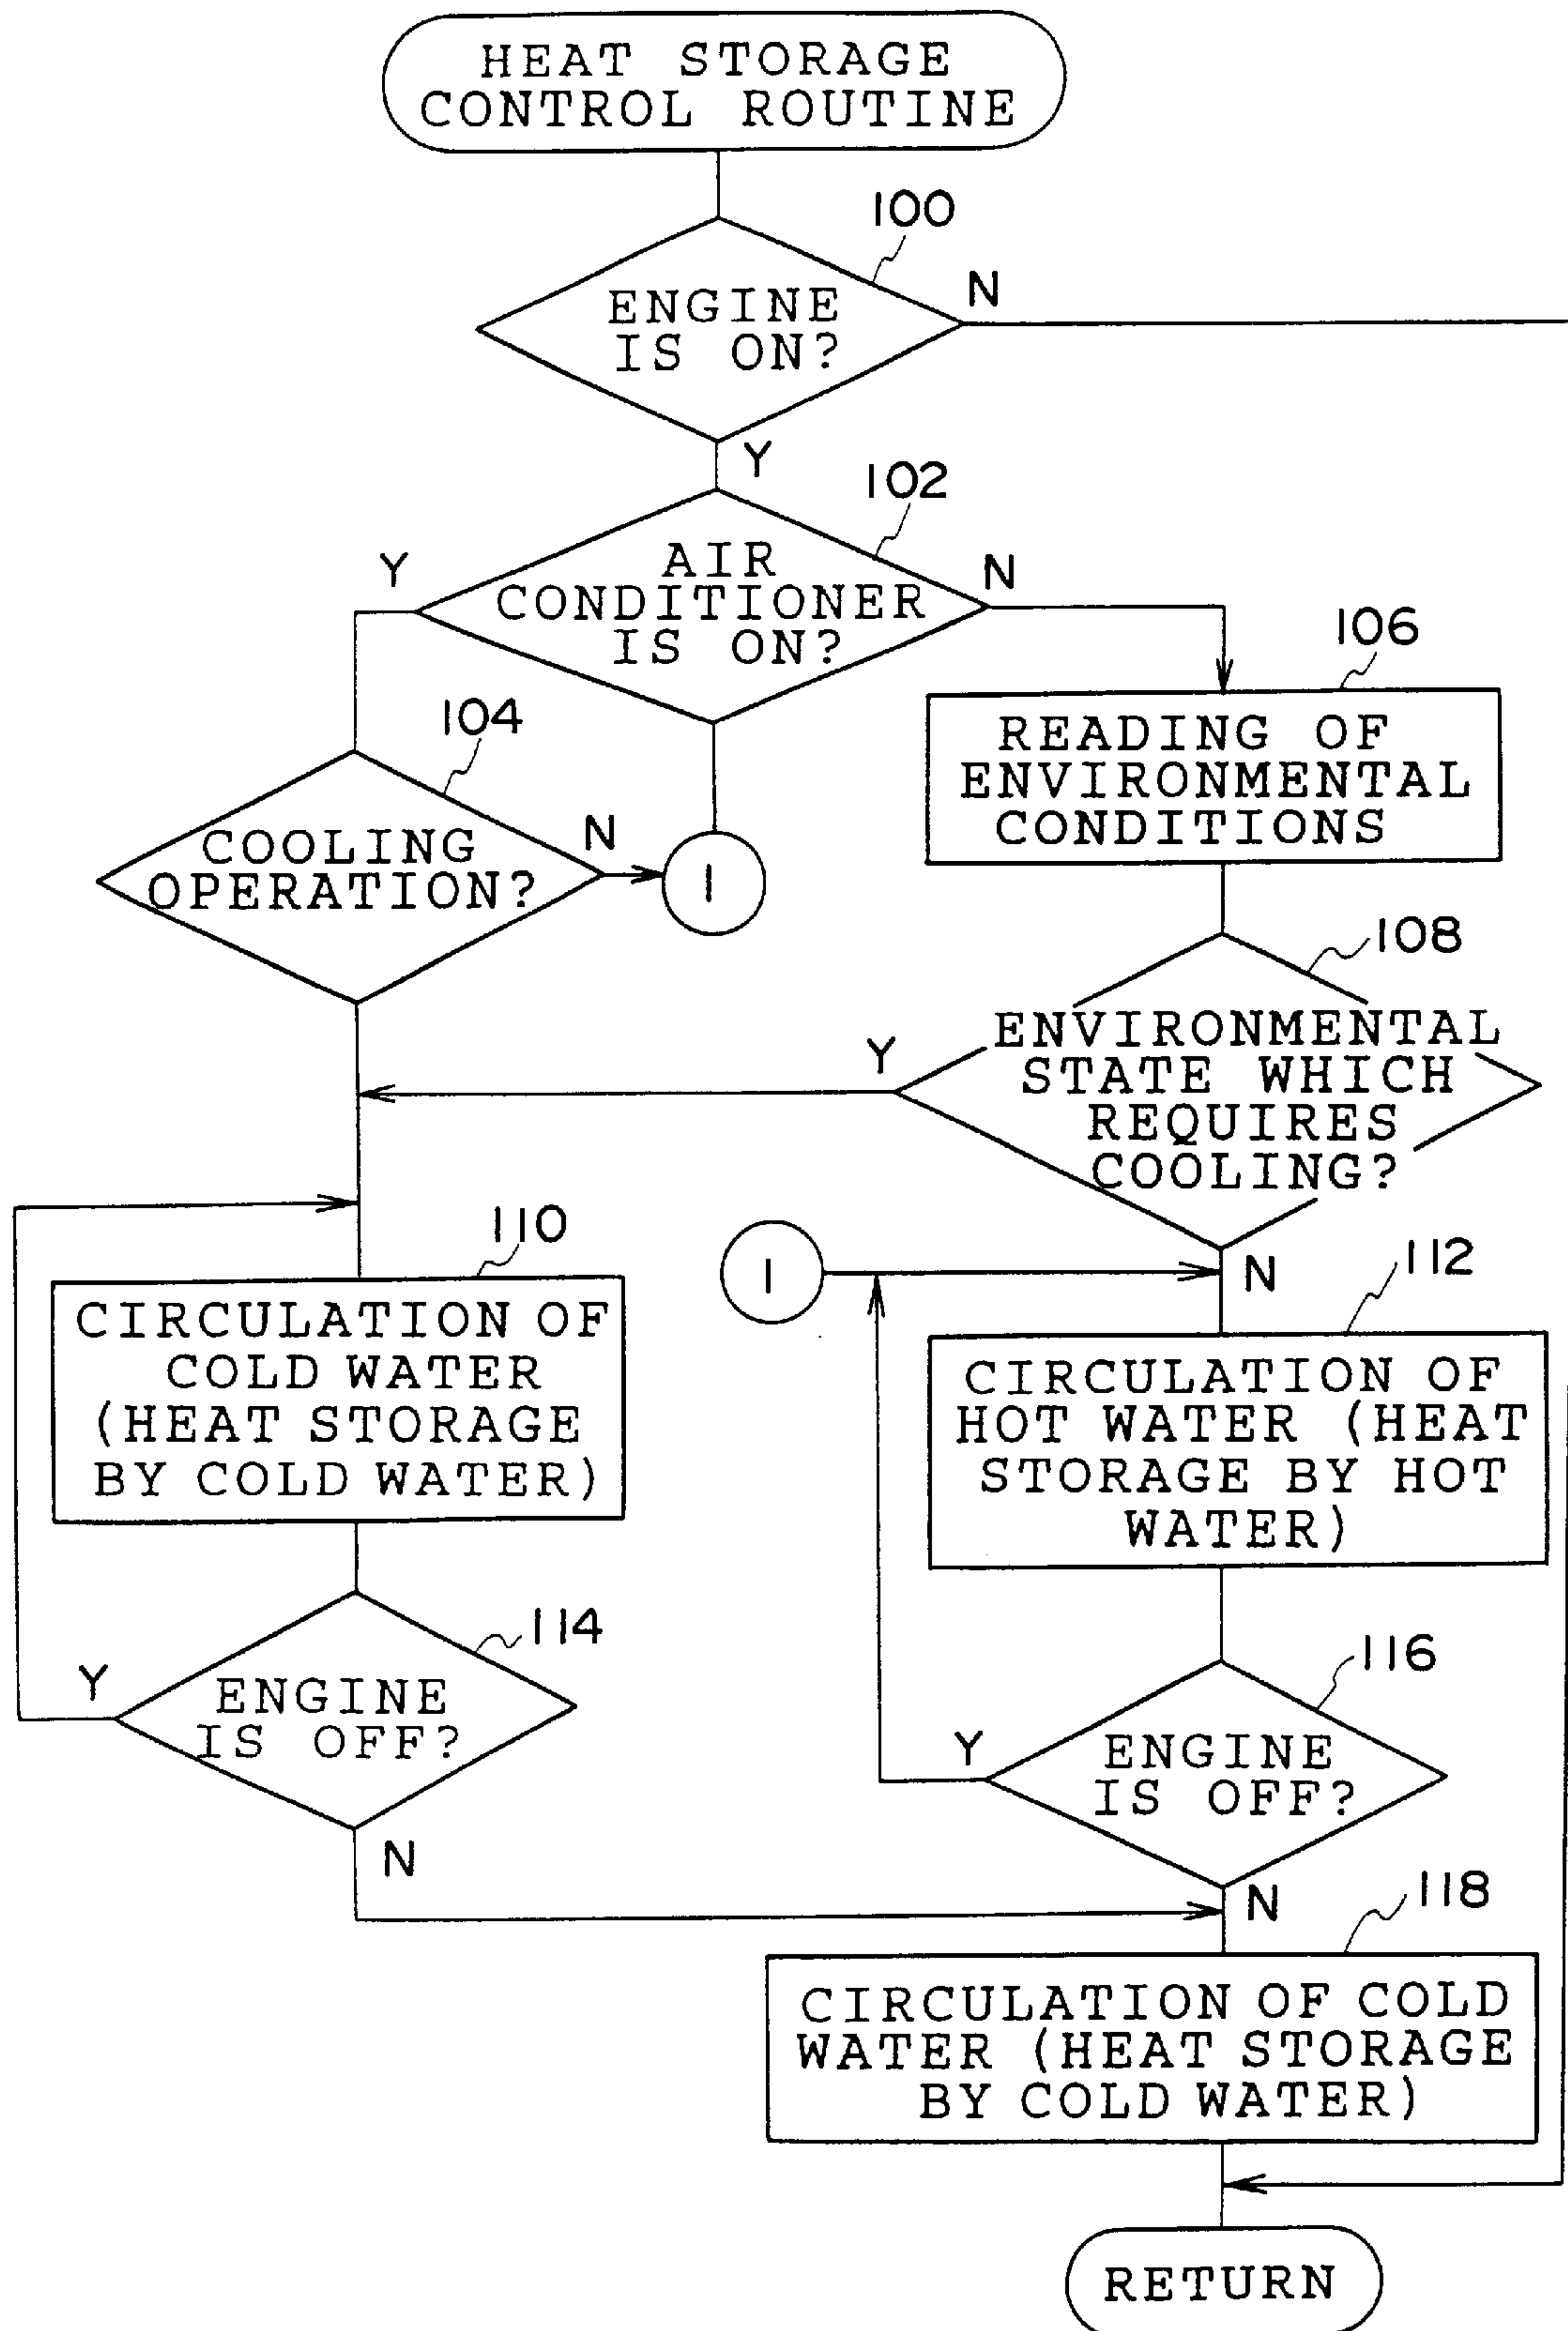 HEAT STORAGE
CONTROL ROUTINE
100
ENGINE
IS ON?
N
Y
102
AIR
CONDITIONER
IS ON?
Y
N
104
COOLING
OPERATION?
N
1
106
READING OF
ENVIRONMENTAL
CONDITIONS
108
ENVIRONMENTAL
STATE WHICH
REQUIRES
COOLING?
Y
N
110
CIRCULATION OF
COLD WATER
(HEAT STORAGE
BY COLD WATER)
1
112
CIRCULATION OF
HOT WATER (HEAT
STORAGE BY HOT
WATER)
114
ENGINE
IS OFF?
Y
N
116
ENGINE
IS OFF?
Y
N
118
CIRCULATION OF COLD
WATER (HEAT STORAGE
BY COLD WATER)
RETURN